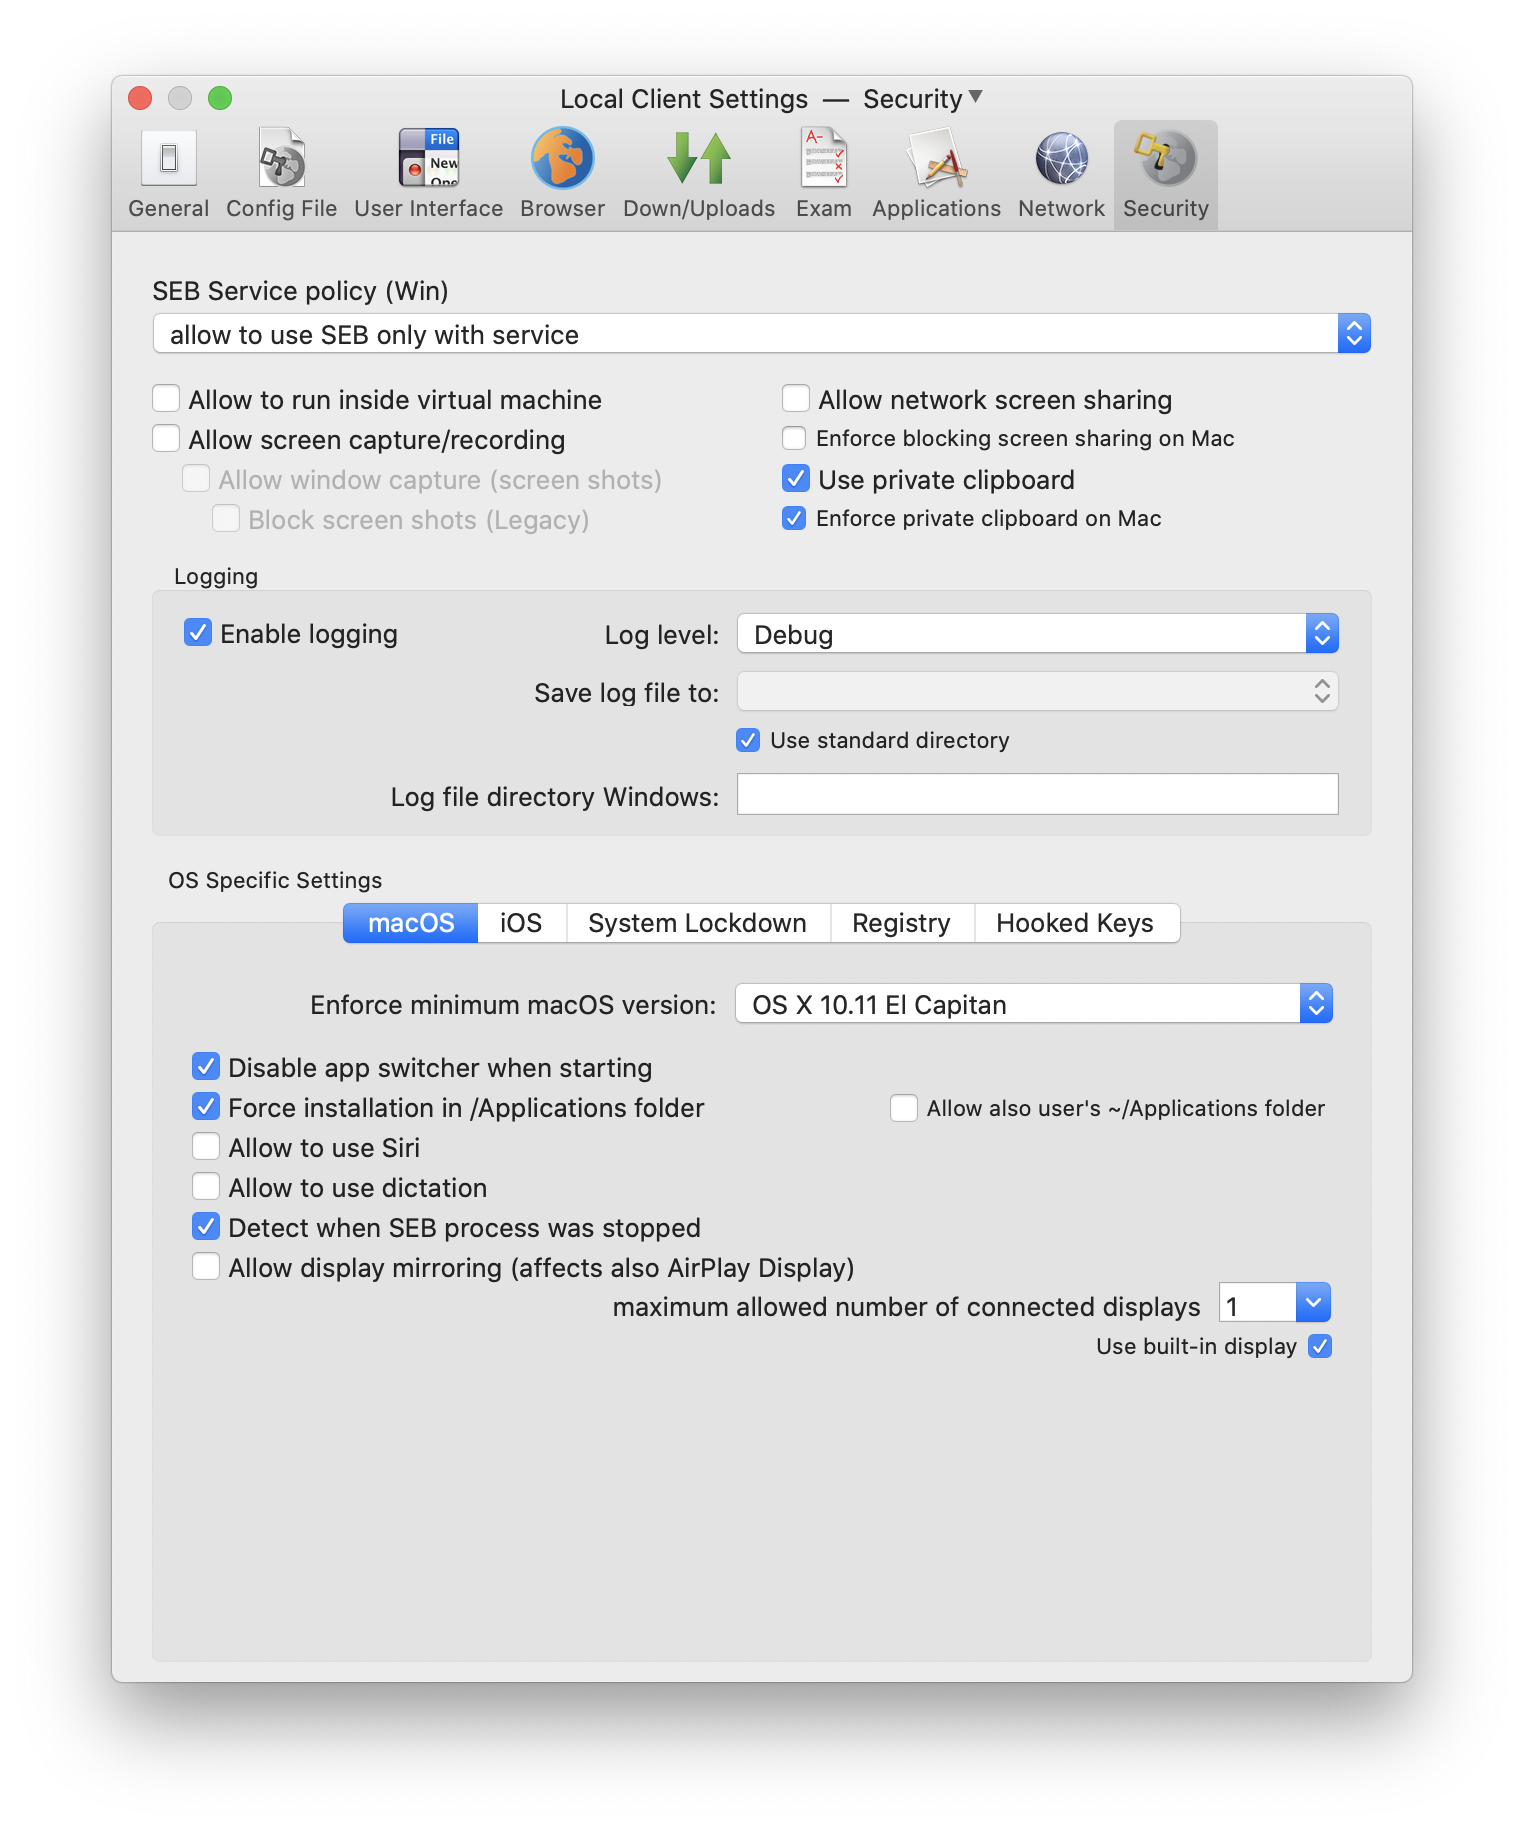 Local Client Settings — Security
File
New
One
A-
General Config File User Interface Browser Down/Uploads Exam Applications Network Security
SEB Service policy (Win)
allow to use SEB only with service
Allow to run inside virtual machine
Allow network screen sharing
Allow screen capture/recording
Enforce blocking screen sharing on Mac
Allow window capture (screen shots)
Use private clipboard
Block screen shots (Legacy)
Enforce private clipboard on Mac
Logging
Enable logging
Log level: Debug
Save log file to:
Use standard directory
Log file directory Windows:
OS Specific Settings
macOS iOS System Lockdown Registry Hooked Keys
Enforce minimum macOS version: OS X 10.11 El Capitan
Disable app switcher when starting
Force installation in /Applications folder
Allow also user's ~/Applications folder
Allow to use Siri
Allow to use dictation
Detect when SEB process was stopped
Allow display mirroring (affects also AirPlay Display)
maximum allowed number of connected displays 1
Use built-in display